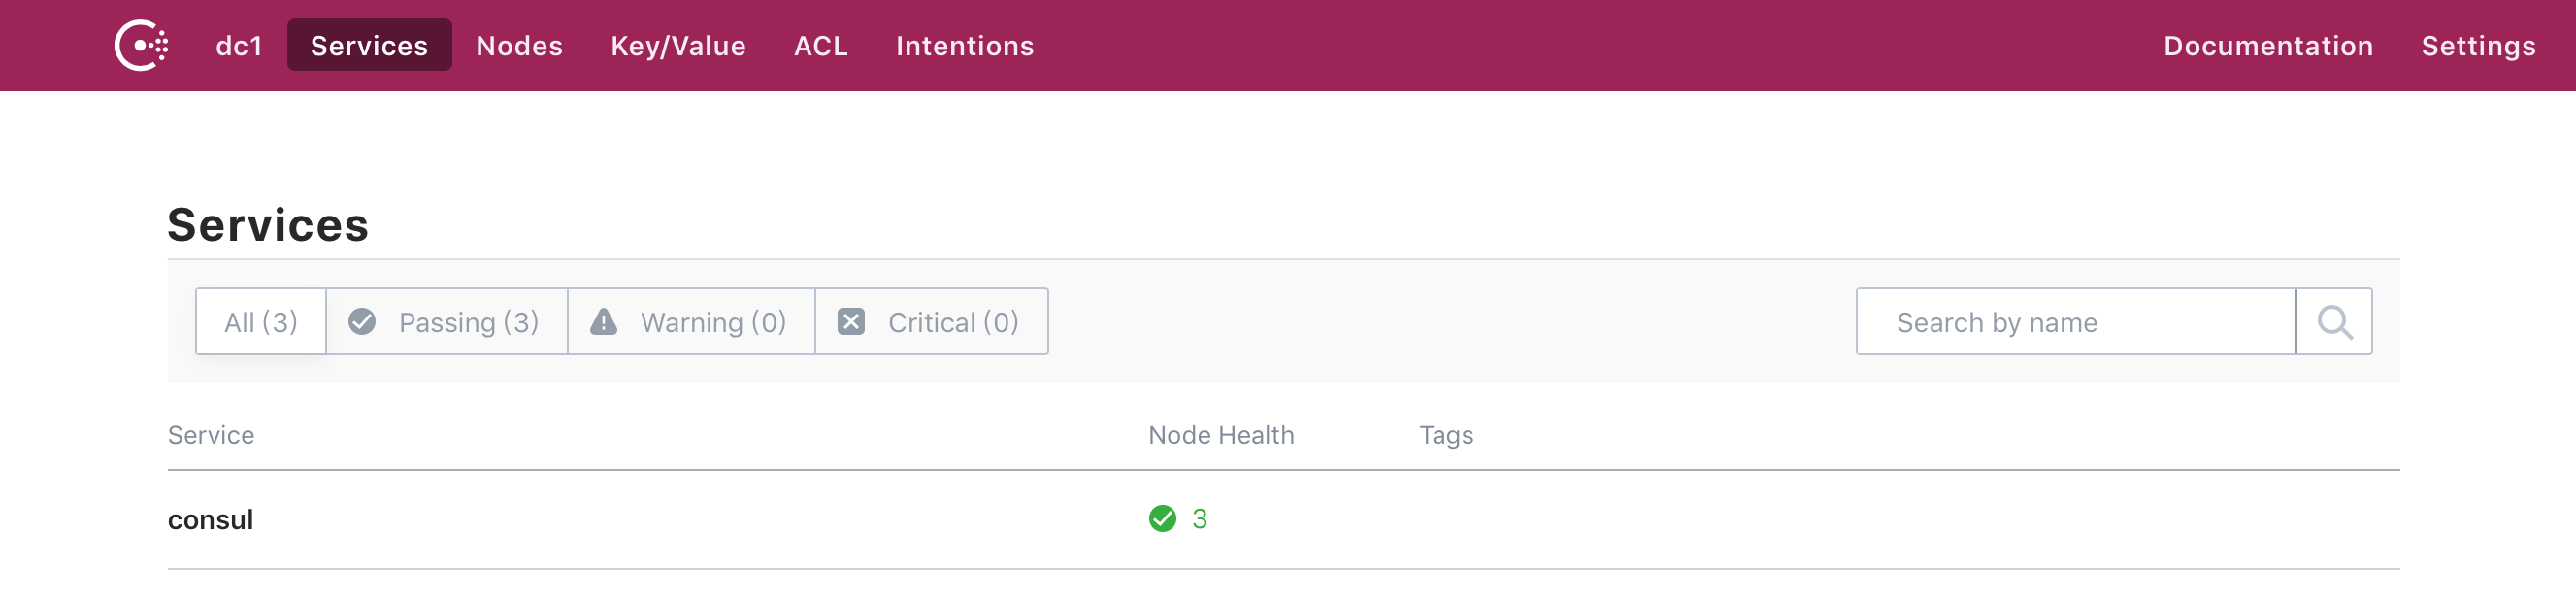 dc1 Services Nodes Key/Value ACL Intentions Documentation Settings
Services
All (3) Passing (3) Warning (0) Critical (0) Search by name
Service Node Health Tags
consul 3